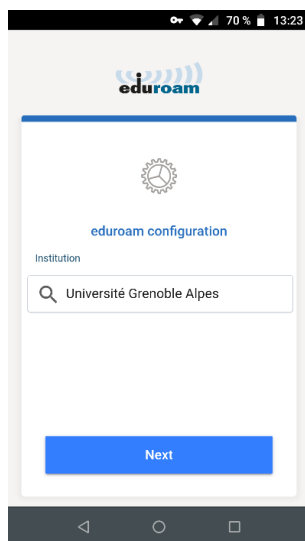 70 % 13:23
eduroam
eduroam configuration
Institution
Université Grenoble Alpes
Next